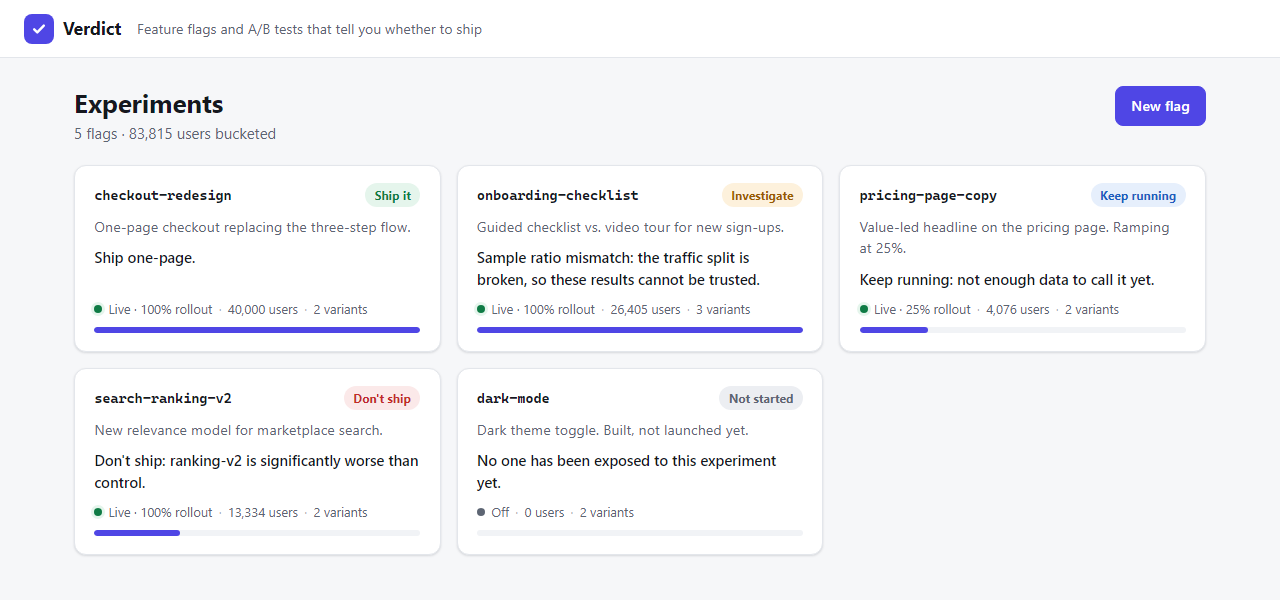 Verdict
Feature flags and A/B tests that tell you whether to ship
Experiments
5 flags · 83,815 users bucketed
New flag
checkout-redesign
Ship it
One-page checkout replacing the three-step flow.
Ship one-page.
Live · 100% rollout · 40,000 users · 2 variants
onboarding-checklist
Investigate
Guided checklist vs. video tour for new sign-ups.
Sample ratio mismatch: the traffic split is
broken, so these results cannot be trusted.
Live · 100% rollout · 26,405 users · 3 variants
pricing-page-copy
Keep running
Value-led headline on the pricing page. Ramping
at 25%.
Keep running: not enough data to call it yet.
Live · 25% rollout · 4,076 users · 2 variants
search-ranking-v2
Don't ship
New relevance model for marketplace search.
Don't ship: ranking-v2 is significantly worse than
control.
Live · 100% rollout · 13,334 users · 2 variants
dark-mode
Not started
Dark theme toggle. Built, not launched yet.
No one has been exposed to this experiment
yet.
Off · 0 users · 2 variants